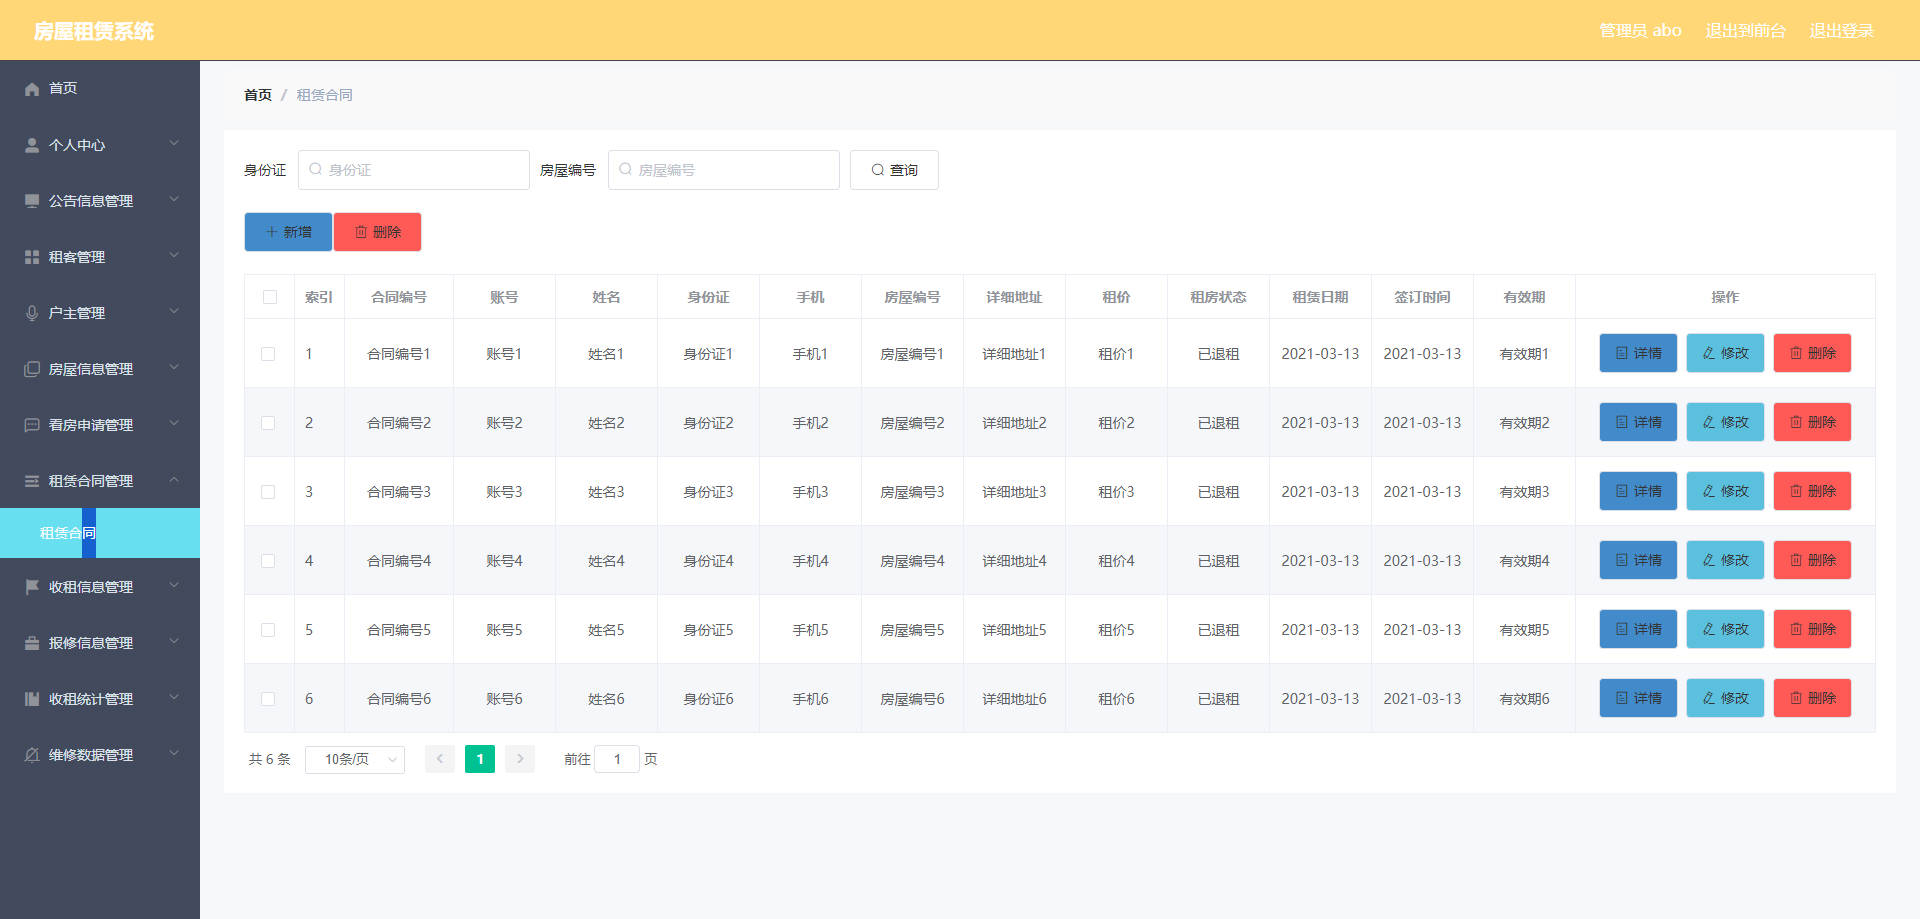 房屋租赁系统
管理员 abo 退出到前台 退出登录
首页
个人中心
公告信息管理
租客管理
户主管理
房屋信息管理
看房申请管理
租赁合同管理
租赁合同
收租信息管理
报修信息管理
收租统计管理
维修数据管理
首页 / 租赁合同
身份证 身份证 房屋编号 房屋编号 查询
新增 删除
索引 合同编号 账号 姓名 身份证 手机 房屋编号 详细地址 租价 租房状态 租赁日期 签订时间 有效期 操作
1 合同编号1 账号1 姓名1 身份证1 手机1 房屋编号1 详细地址1 租价1 已退租 2021-03-13 2021-03-13 有效期1 详情 修改 删除
2 合同编号2 账号2 姓名2 身份证2 手机2 房屋编号2 详细地址2 租价2 已退租 2021-03-13 2021-03-13 有效期2 详情 修改 删除
3 合同编号3 账号3 姓名3 身份证3 手机3 房屋编号3 详细地址3 租价3 已退租 2021-03-13 2021-03-13 有效期3 详情 修改 删除
4 合同编号4 账号4 姓名4 身份证4 手机4 房屋编号4 详细地址4 租价4 已退租 2021-03-13 2021-03-13 有效期4 详情 修改 删除
5 合同编号5 账号5 姓名5 身份证5 手机5 房屋编号5 详细地址5 租价5 已退租 2021-03-13 2021-03-13 有效期5 详情 修改 删除
6 合同编号6 账号6 姓名6 身份证6 手机6 房屋编号6 详细地址6 租价6 已退租 2021-03-13 2021-03-13 有效期6 详情 修改 删除
共 6 条 10条/页 1 前往 1 页